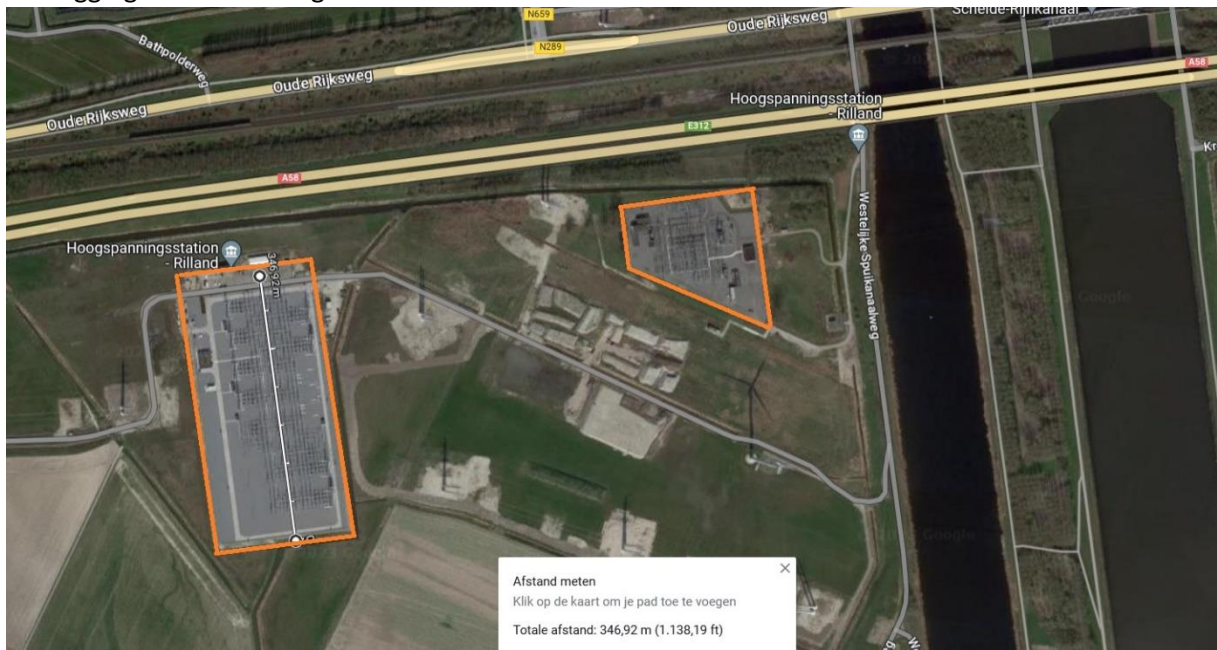 N659
Schelde-Rijnkanaal
N289
Oude Rijksweg
Bathpolderweg
Oude Rijksweg
A58
Oude Rijksweg
Hoogspanningsstation
- Rilland
E312
A58
Westelijke Spuikanaalweg
Hoogspanningsstation
- Rilland
346,92m
Google
Google
Afstand meten
Klik op de kaart om je pad toe te voegen
Totale afstand: 346,92 m (1.138,19 ft)